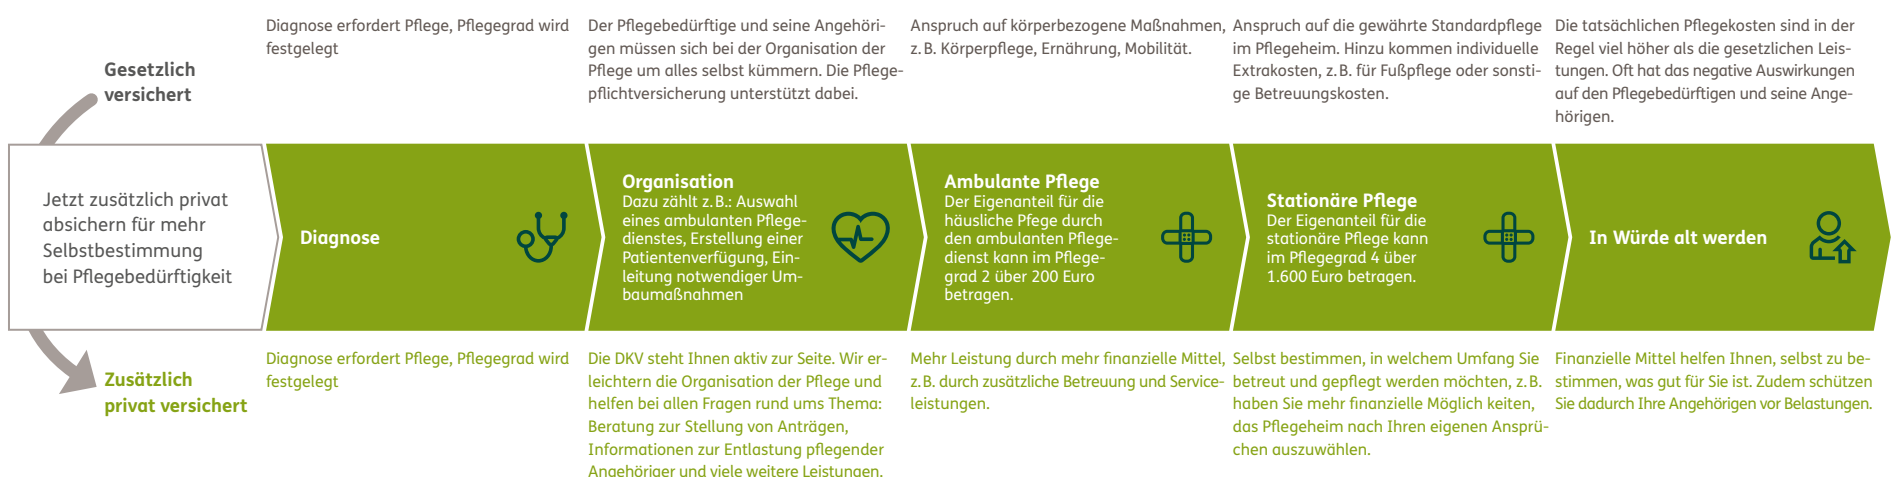 Gesetzlich
versichert
Diagnose erfordert Pflege, Pflegegrad wird
festgelegt
Der Pflegebedürftige und seine Angehöri-
gen müssen sich bei der Organisation der
Pflege um alles selbst kümmern. Die Pflege-
pflichtversicherung unterstützt dabei.
Anspruch auf körperbezogene Maßnahmen,
z. B. Körperpflege, Ernährung, Mobilität.
Anspruch auf die gewährte Standardpflege
im Pflegeheim. Hinzu kommen individuelle
Extrakosten, z. B. für Fußpflege oder sonsti-
ge Betreuungskosten.
Die tatsächlichen Pflegekosten sind in der
Regel viel höher als die gesetzlichen Leis-
tungen. Oft hat das negative Auswirkungen
auf den Pflegebedürftigen und seine Ange-
hörigen.
Jetzt zusätzlich privat
absichern für mehr
Selbstbestimmung
bei Pflegebedürftigkeit
Diagnose
Organisation
Dazu zählt z. B.: Auswahl
eines ambulanten Pflege-
dienstes, Erstellung einer
Patientenverfügung, Ein-
leitung notwendiger Um-
baumaßnahmen
Ambulante Pflege
Der Eigenanteil für die
häusliche Pfege durch
den ambulanten Pflege-
dienst kann im Pflege-
grad 2 über 200 Euro
betragen.
Stationäre Pflege
Der Eigenanteil für die
stationäre Pflege kann
im Pflegegrad 4 über
1.600 Euro betragen.
In Würde alt werden
Zusätzlich
privat versichert
Diagnose erfordert Pflege, Pflegegrad wird
festgelegt
Die DKV steht Ihnen aktiv zur Seite. Wir er-
leichtern die Organisation der Pflege und
helfen bei allen Fragen rund ums Thema:
Beratung zur Stellung von Anträgen,
Informationen zur Entlastung pflegender
Angehöriger und viele weitere Leistungen.
Mehr Leistung durch mehr finanzielle Mittel,
z. B. durch zusätzliche Betreuung und Service-
leistungen.
Selbst bestimmen, in welchem Umfang Sie
betreut und gepflegt werden möchten, z. B.
haben Sie mehr finanzielle Möglich keiten,
das Pflegeheim nach Ihren eigenen Ansprü-
chen auszuwählen.
Finanzielle Mittel helfen Ihnen, selbst zu be-
stimmen, was gut für Sie ist. Zudem schützen
Sie dadurch Ihre Angehörigen vor Belastungen.